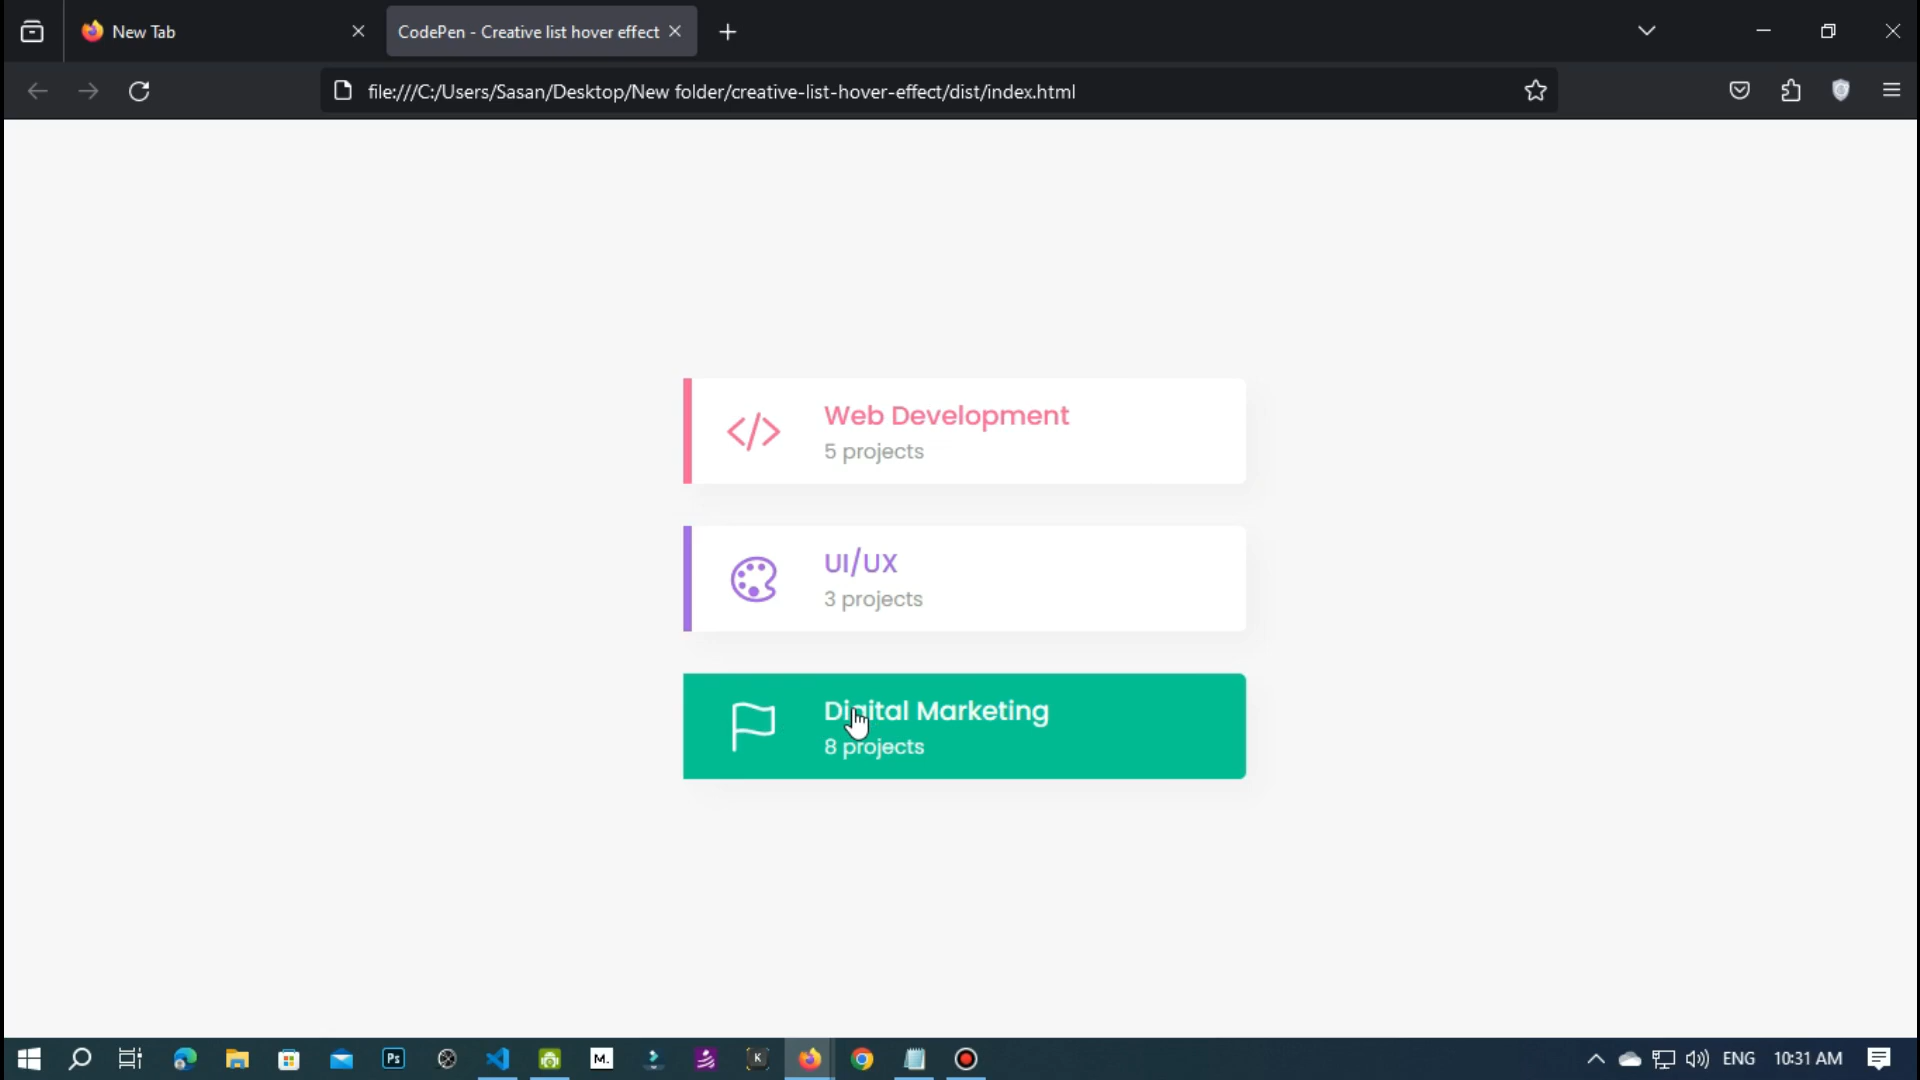 New Tab
CodePen - Creative list hover effect
file:///C:/Users/Sasan/Desktop/New folder/creative-list-hover-effect/dist/index.html
</>
Web Development
5 projects
UI/UX
3 projects
Digital Marketing
8 projects
Ps
M.
K
ENG
10:31 AM